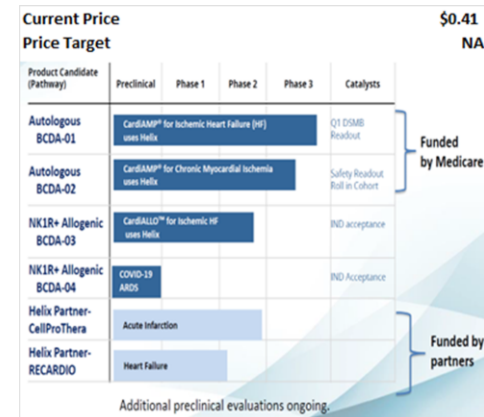 Current Price $0.41
Price Target NA
Product Candidate
(Pathway) Preclinical Phase 1 Phase 2 Phase 3 Catalysts
Autologous
BCDA-01
CardiAMP® for Ischemic Heart Failure (HF)
uses Helix
Q1 DSMB
Readout
Autologous
BCDA-02
CardiAMP® for Chronic Myocardial Ischemia
uses Helix
Safety Readout
Roll in Cohort
Funded
by Medicare
NK1R+ Allogenic
BCDA-03
CardiALLO™ for Ischemic HF
uses Helix
IND acceptance
NK1R+ Allogenic
BCDA-04
COVID-19
ARDS
IND Acceptance
Helix Partner-
CellProThera
Acute Infarction
Helix Partner-
RECARDIO
Heart Failure
Funded by
partners
Additional preclinical evaluations ongoing.